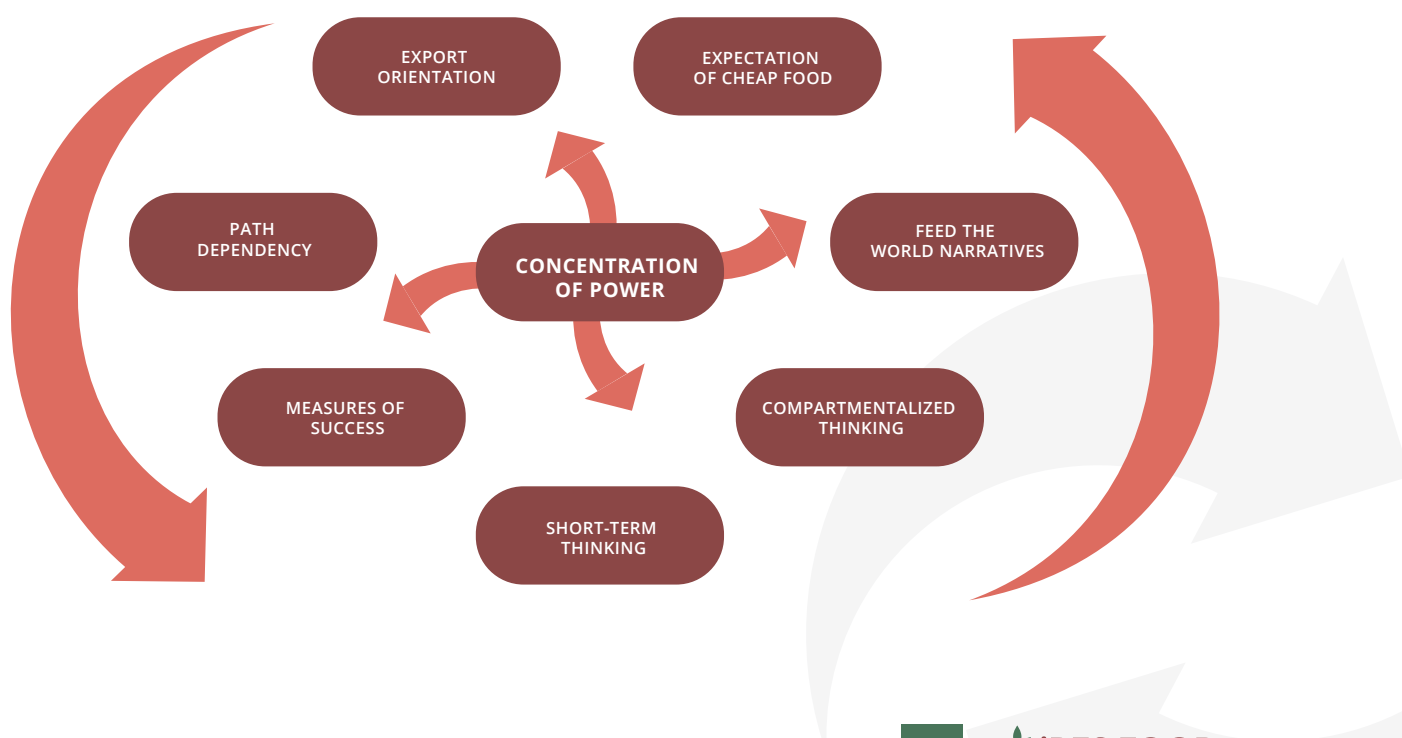 EXPORT
ORIENTATION
EXPECTATION
OF CHEAP FOOD
PATH
DEPENDENCY
FEED THE
WORLD NARRATIVES
CONCENTRATION
OF POWER
MEASURES OF
SUCCESS
COMPARTMENTALIZED
THINKING
SHORT-TERM
THINKING